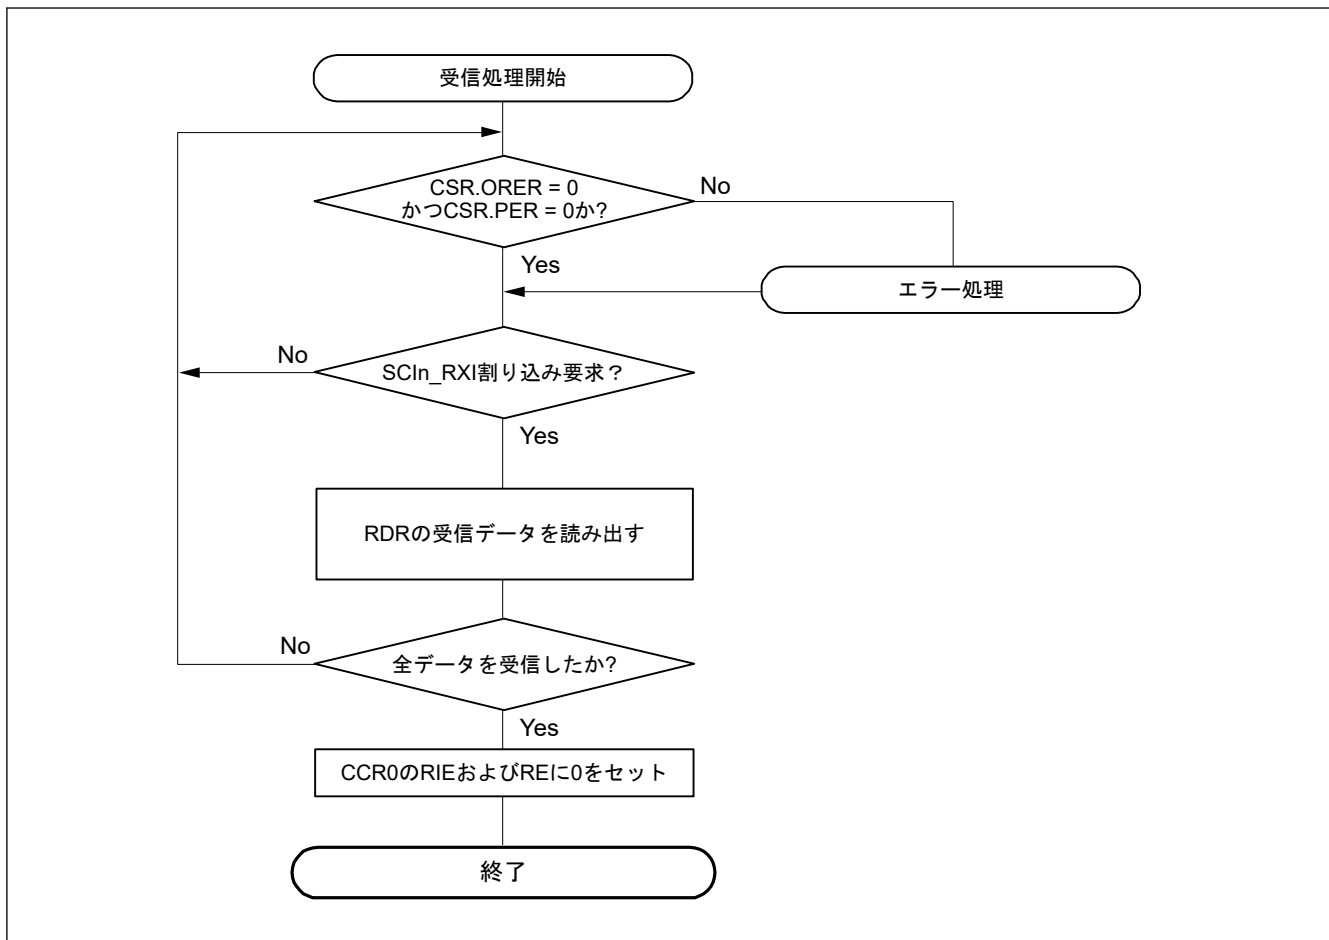 受信処理開始
CSR.ORER = 0
かつCSR.PER = 0か?
No
Yes
エラー処理
No
SCIn_RXI割り込み要求？
Yes
RDRの受信データを読み出す
No
全データを受信したか?
Yes
CCR0のRIEおよびREに0をセット
終了